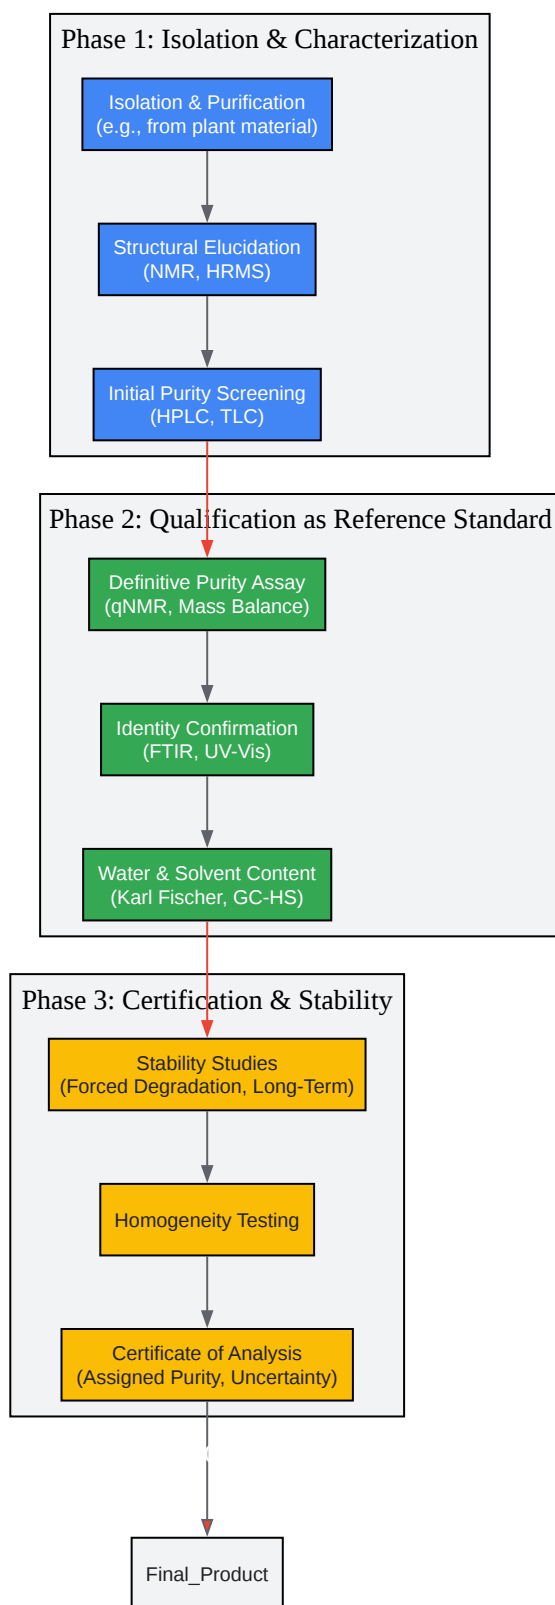 Phase 1: Isolation & Characterization
Isolation & Purification
(e.g., from plant material)
Structural Elucidation
(NMR, HRMS)
Initial Purity Screening
(HPLC, TLC)
Phase 2: Qualification as Reference Standard
Definitive Purity Assay
(qNMR, Mass Balance)
Identity Confirmation
(FTIR, UV-Vis)
Water & Solvent Content
(Karl Fischer, GC-HS)
Phase 3: Certification & Stability
Stability Studies
(Forced Degradation, Long-Term)
Homogeneity Testing
Certificate of Analysis
(Assigned Purity, Uncertainty)
Final_Product